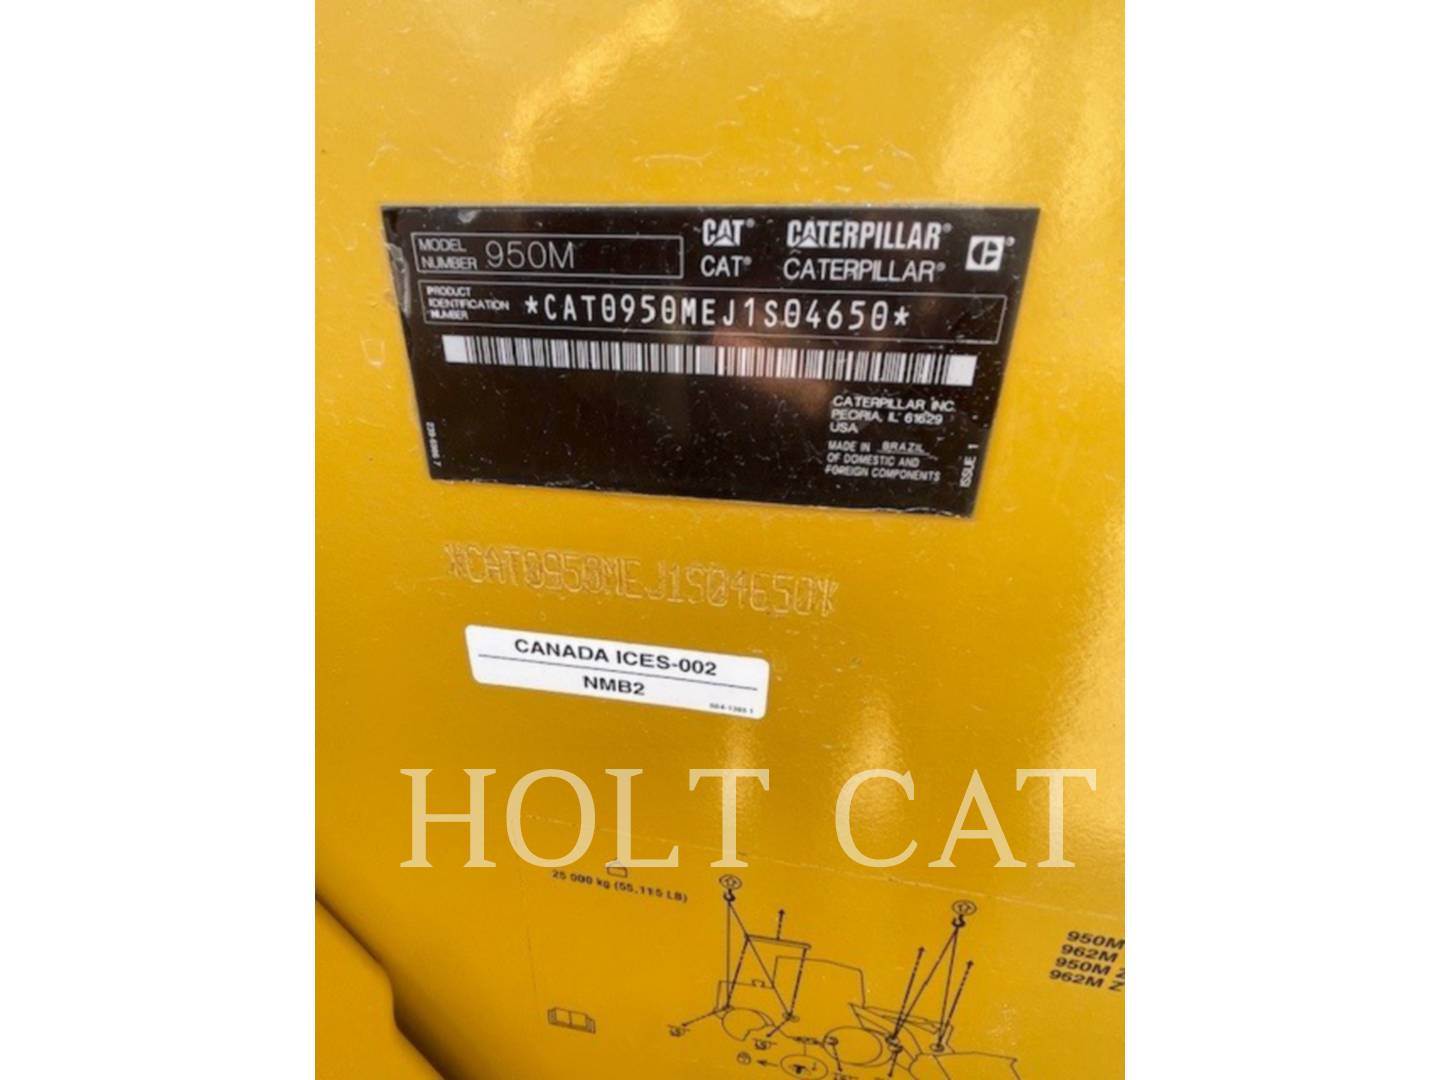 MODEL NUMBER 950M
CAT® CATERPILLAR®
CAT® CATERPILLAR®
PRODUCT IDENTIFICATION NUMBER *CAT0950MEJ1S04650*
CATERPILLAR INC.
PEORIA, IL 61629
USA
MADE IN BRAZIL
OF DOMESTIC AND
FOREIGN COMPONENTS
ISSUE 1
*CAT0950MEJ1S04650*
CANADA ICES-002
NMB2
HOLT CAT
25 000 kg (55,115 LB)
950M
962M
950M Z
962M Z